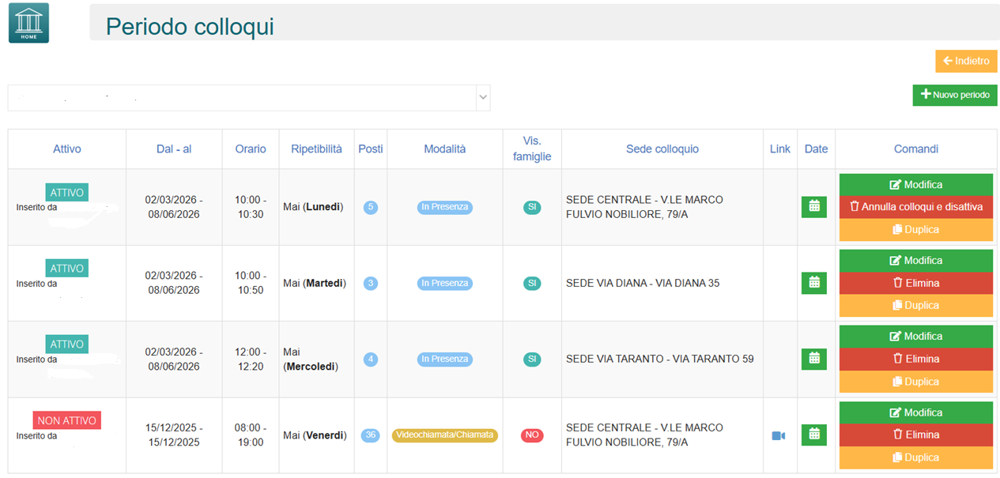 HOME
Periodo colloqui
Indietro
Nuovo periodo
Attivo Dal - al Orario Ripetibilità Posti Modalità Vis. famiglie Sede colloquio Link Date Comandi
ATTIVO
Inserito da
02/03/2026 -
08/06/2026
10:00 -
10:30
Mai (Lunedi)
5
In Presenza
SI
SEDE CENTRALE - V.LE MARCO
FULVIO NOBILIORE, 79/A
Modifica
Annulla colloqui e disattiva
Duplica
ATTIVO
Inserito da
02/03/2026 -
08/06/2026
10:00 -
10:50
Mai (Martedi)
3
In Presenza
SI
SEDE VIA DIANA - VIA DIANA 35
Modifica
Elimina
Duplica
ATTIVO
Inserito da
02/03/2026 -
08/06/2026
12:00 -
12:20
Mai
(Mercoledi)
4
In Presenza
SI
SEDE VIA TARANTO - VIA TARANTO 59
Modifica
Elimina
Duplica
NON ATTIVO
Inserito da
15/12/2025 -
15/12/2025
08:00 -
19:00
Mai (Venerdi)
36
Videochiamata/Chiamata
NO
SEDE CENTRALE - V.LE MARCO
FULVIO NOBILIORE, 79/A
Modifica
Elimina
Duplica